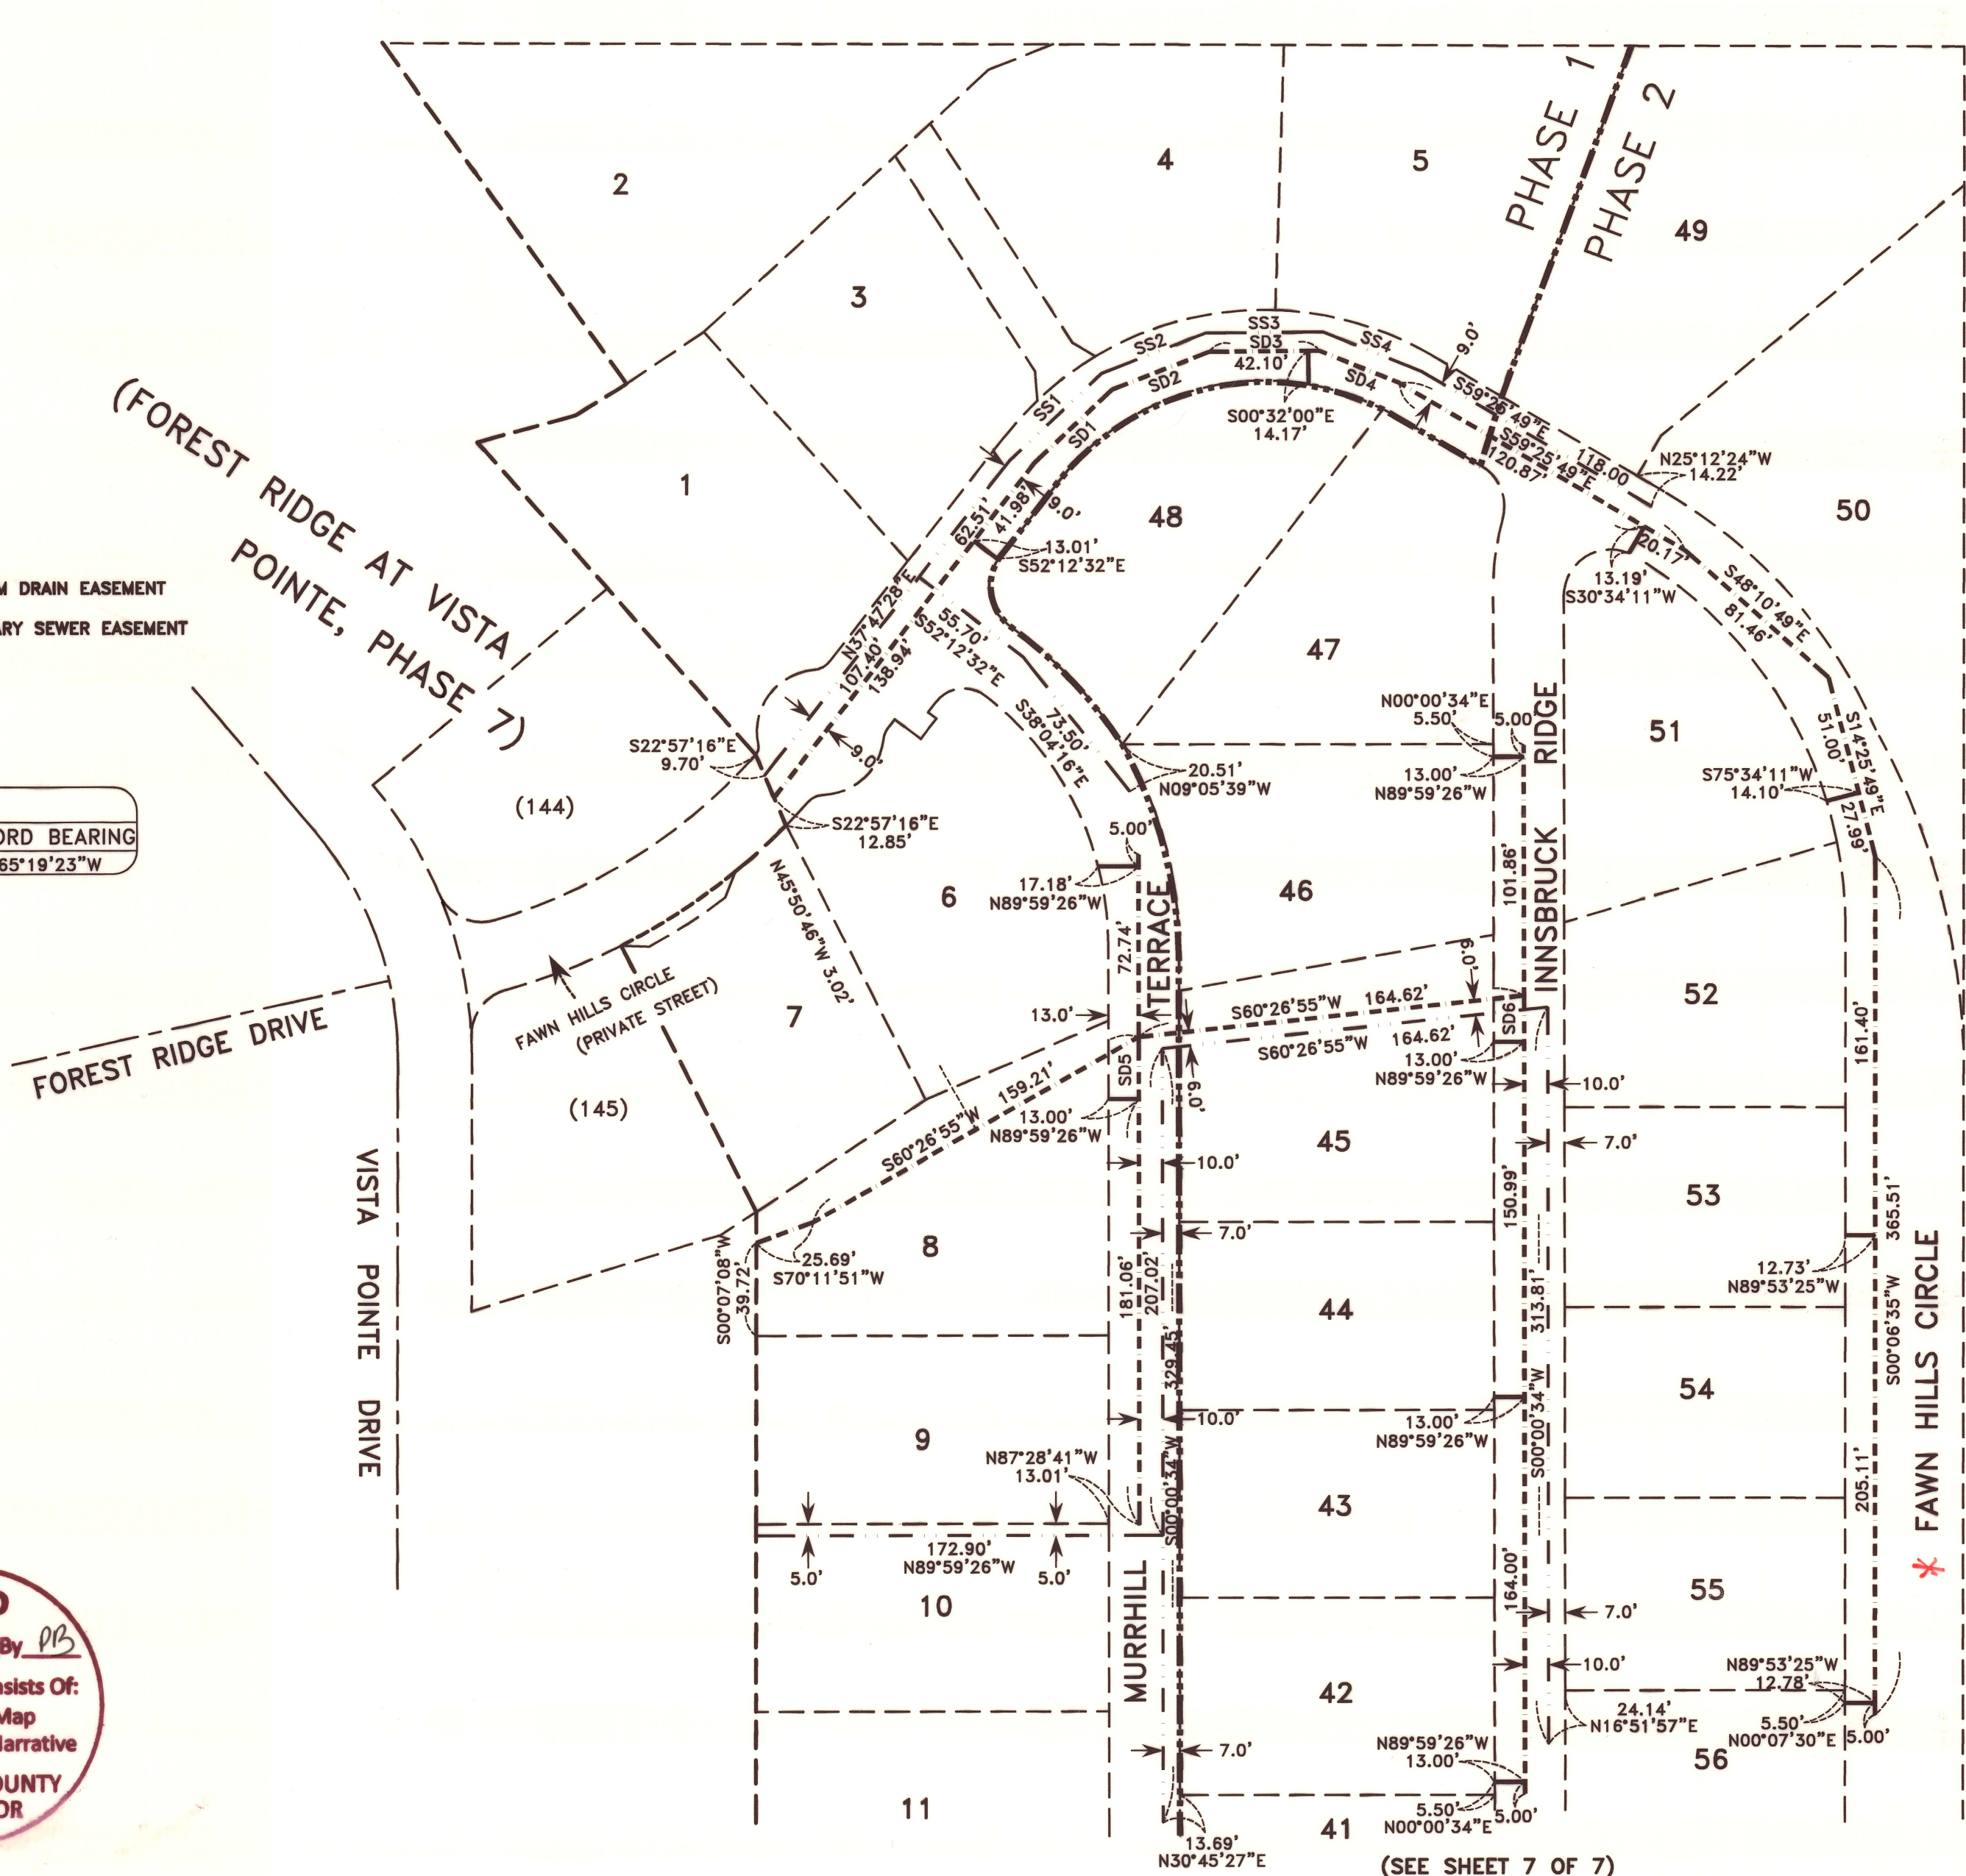 PHASE 1
PHASE 2
2
4
5
49
3
1
48
50
(FOREST RIDGE AT VISTA
POINTE, PHASE 7)
SS1
SS2
SS3
SS4
SD1
SD2
SD3
42.10'
SD4
9.0'
S59°25'49"E
S59°25'49"E
118.00
120.87'
N25°12'24"W
14.22'
S00°32'00"E
14.17'
62.51'
41.98'
9.0'
13.01'
S52°12'32"E
20.17'
13.19'
S30°34'11"W
S48°10'49"E
81.46'
DRAIN EASEMENT
SEWER EASEMENT
N37°47'28"E
107.40'
138.94'
55.70'
S52°12'32"E
73.50'
S38°04'16"E
9.0'
47
51
N00°00'34"E
5.50'
5.00'
13.00'
N89°59'26"W
S22°57'16"E
9.70'
(144)
S22°57'16"E
12.85'
20.51'
N09°05'39"W
51.00'
S14°25'49"E
S75°34'11"W
14.10'
27.99'
BEARING
65°19'23"W
5.00'
17.18'
N89°59'26"W
N45°50'46"W 3.02'
6
46
101.86'
INNSBRUCK RIDGE
72.74'
TERRACE
6.0'
S60°26'55"W 164.62'
S60°26'55"W 164.62'
SD6
13.00'
N89°59'26"W
10.0'
7.0'
52
161.40'
FAWN HILLS CIRCLE
(PRIVATE STREET)
7
13.0'
SD5
6.0'
FOREST RIDGE DRIVE
(145)
S60°26'55"W 159.21'
13.00'
N89°59'26"W
10.0'
45
VISTA POINTE DRIVE
8
25.69'
S70°11'51"W
S00°07'08"W
39.72'
7.0'
181.06'
207.02'
329.45'
S00°00'34"W
44
150.99'
313.81'
S00°00'34"W
53
12.73'
N89°53'25"W
365.51'
S00°06'35"W
FAWN HILLS CIRCLE
*
9
N87°28'41"W
13.01'
10.0'
13.00'
N89°59'26"W
54
43
205.11'
172.90'
N89°59'26"W
5.0'
5.0'
10
MURRHILL
164.00'
7.0'
55
42
10.0'
24.14'
N16°51'57"E
N89°53'25"W
12.78'
5.50'
N00°07'30"E
5.00'
56
7.0'
N89°59'26"W
13.00'
5.50'
N00°00'34"E
5.00'
11
13.69'
N30°45'27"E
41
(SEE SHEET 7 OF 7)
By PB
Of:
Map
Narrative